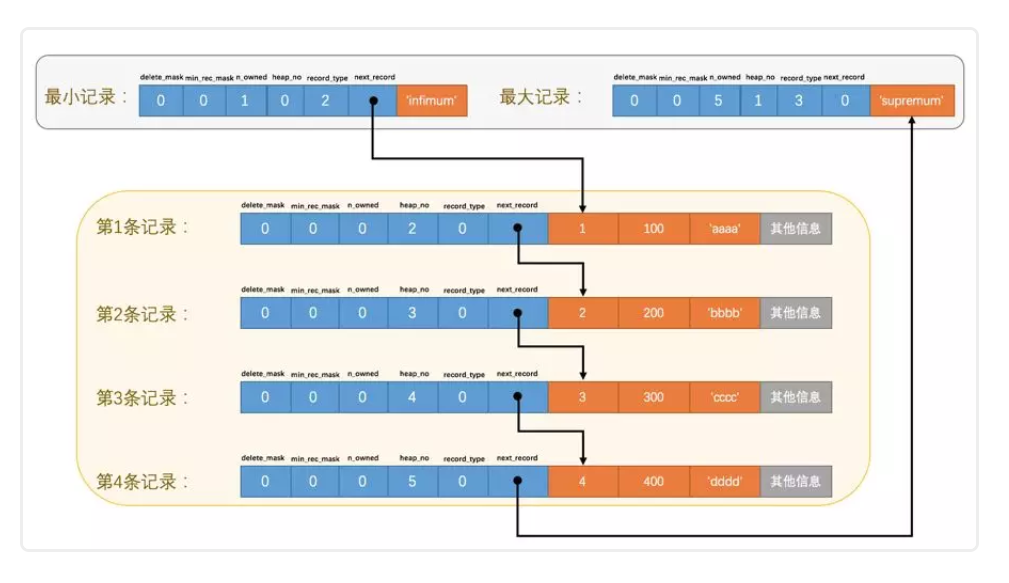 delete_mask min_rec_mask n_owned heap_no record_type next_record
最小记录： 0 0 1 0 2 'infimum'
delete_mask min_rec_mask n_owned heap_no record_type next_record
最大记录： 0 0 5 1 3 0 'supremum'
delete_mask min_rec_mask n_owned heap_no record_type next_record
第1条记录： 0 0 0 2 0 1 100 'aaaa' 其他信息
delete_mask min_rec_mask n_owned heap_no record_type next_record
第2条记录： 0 0 0 3 0 2 200 'bbbb' 其他信息
delete_mask min_rec_mask n_owned heap_no record_type next_record
第3条记录： 0 0 0 4 0 3 300 'cccc' 其他信息
delete_mask min_rec_mask n_owned heap_no record_type next_record
第4条记录： 0 0 0 5 0 4 400 'dddd' 其他信息